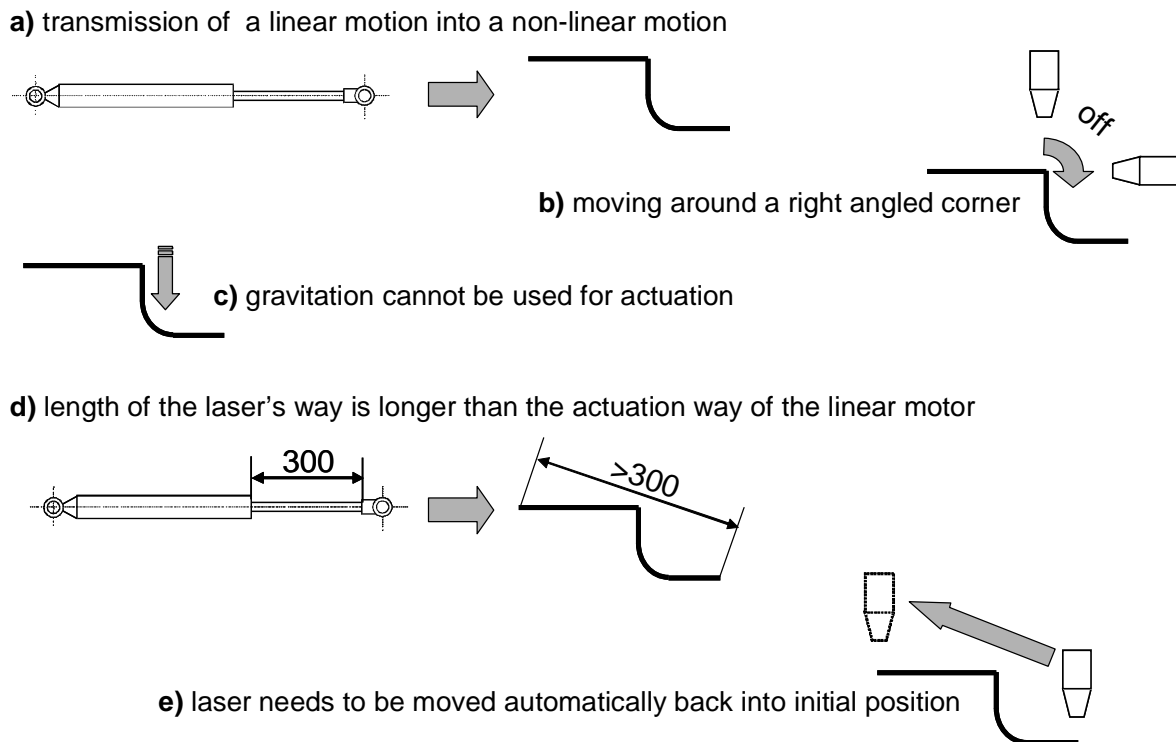 a) transmission of a linear motion into a non-linear motion
off
b) moving around a right angled corner
c) gravitation cannot be used for actuation
d) length of the laser’s way is longer than the actuation way of the linear motor
300
>300
e) laser needs to be moved automatically back into initial position